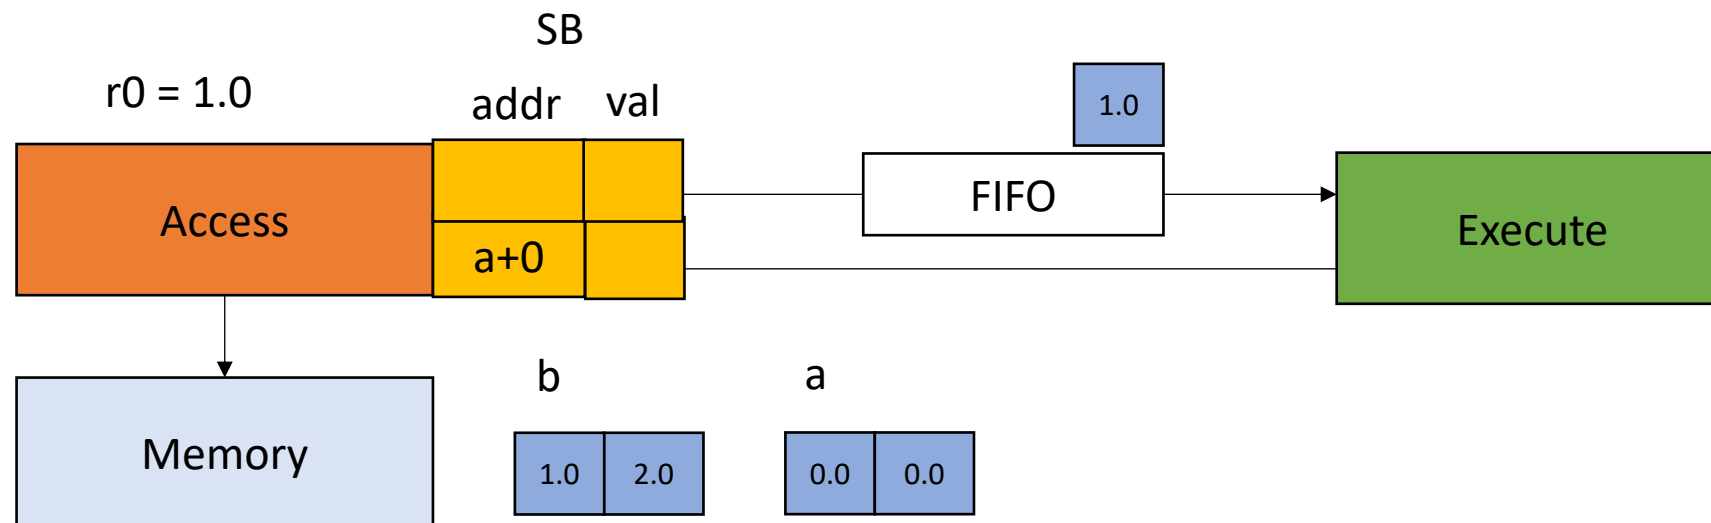 SB
r0 = 1.0
addr val
1.0
Access
FIFO
Execute
a+0
b
a
Memory
1.0 2.0
0.0 0.0